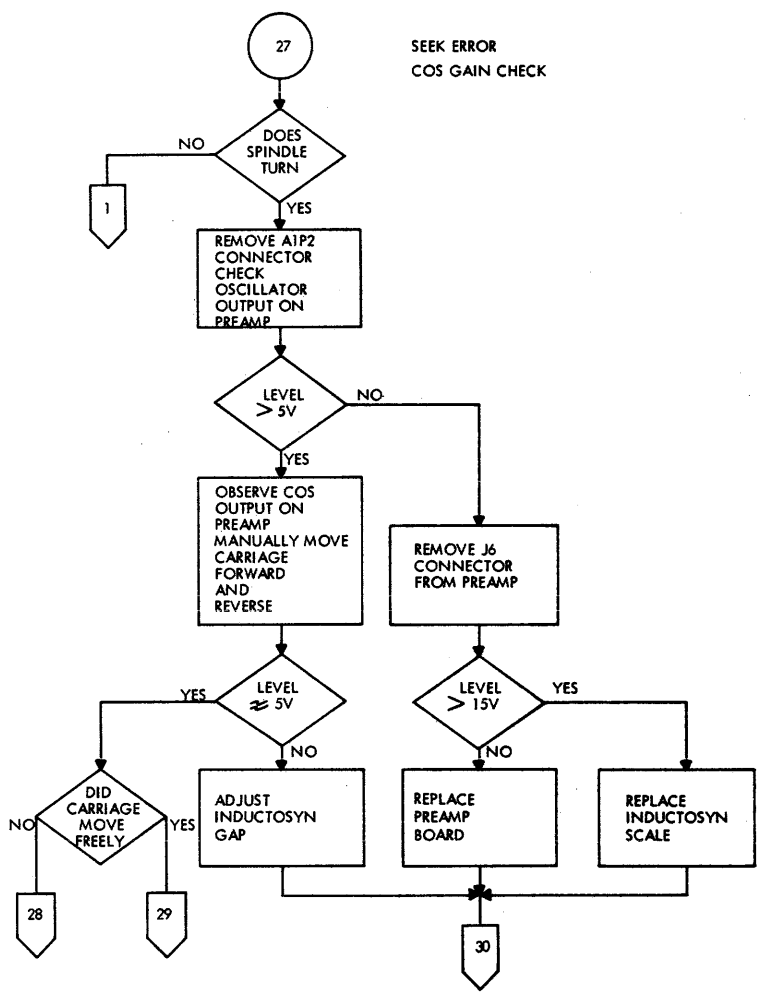 27
SEEK ERROR
COS GAIN CHECK
DOES
SPINDLE
TURN
NO
1
YES
REMOVE A1P2
CONNECTOR
CHECK
OSCILLATOR
OUTPUT ON
PREAMP
LEVEL
> 5V
NO
YES
OBSERVE COS
OUTPUT ON
PREAMP
MANUALLY MOVE
CARRIAGE
FORWARD
AND
REVERSE
REMOVE J6
CONNECTOR
FROM PREAMP
LEVEL
≈ 5V
YES
NO
LEVEL
> 15V
YES
NO
DID
CARRIAGE
MOVE
FREELY
NO
YES
ADJUST
INDUCTOSYN
GAP
REPLACE
PREAMP
BOARD
REPLACE
INDUCTOSYN
SCALE
28
29
30